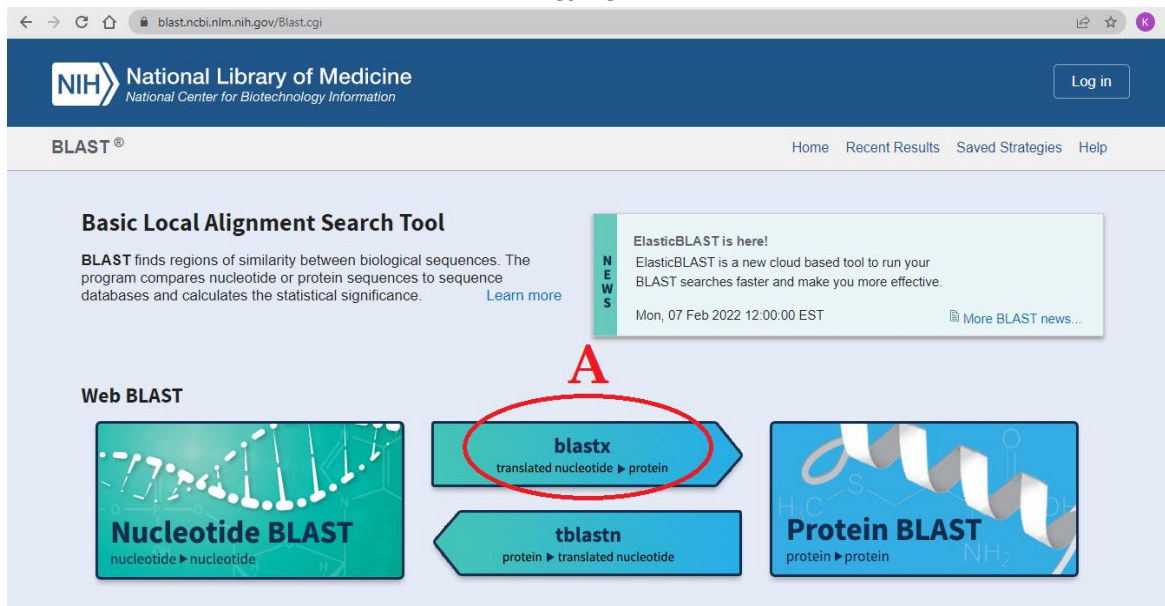 blast.ncbi.nlm.nih.gov/Blast.cgi
K
NIH
National Library of Medicine
National Center for Biotechnology Information
Log in
BLAST ®
Home Recent Results Saved Strategies Help
Basic Local Alignment Search Tool
BLAST finds regions of similarity between biological sequences. The
program compares nucleotide or protein sequences to sequence
databases and calculates the statistical significance. Learn more
NEWS
ElasticBLAST is here!
ElasticBLAST is a new cloud based tool to run your
BLAST searches faster and make you more effective.
Mon, 07 Feb 2022 12:00:00 EST
More BLAST news...
A
Web BLAST
Nucleotide BLAST
nucleotide ▶ nucleotide
blastx
translated nucleotide ▶ protein
tblastn
protein ▶ translated nucleotide
H₃C
S
O
OH
NH₂
Protein BLAST
protein ▶ protein